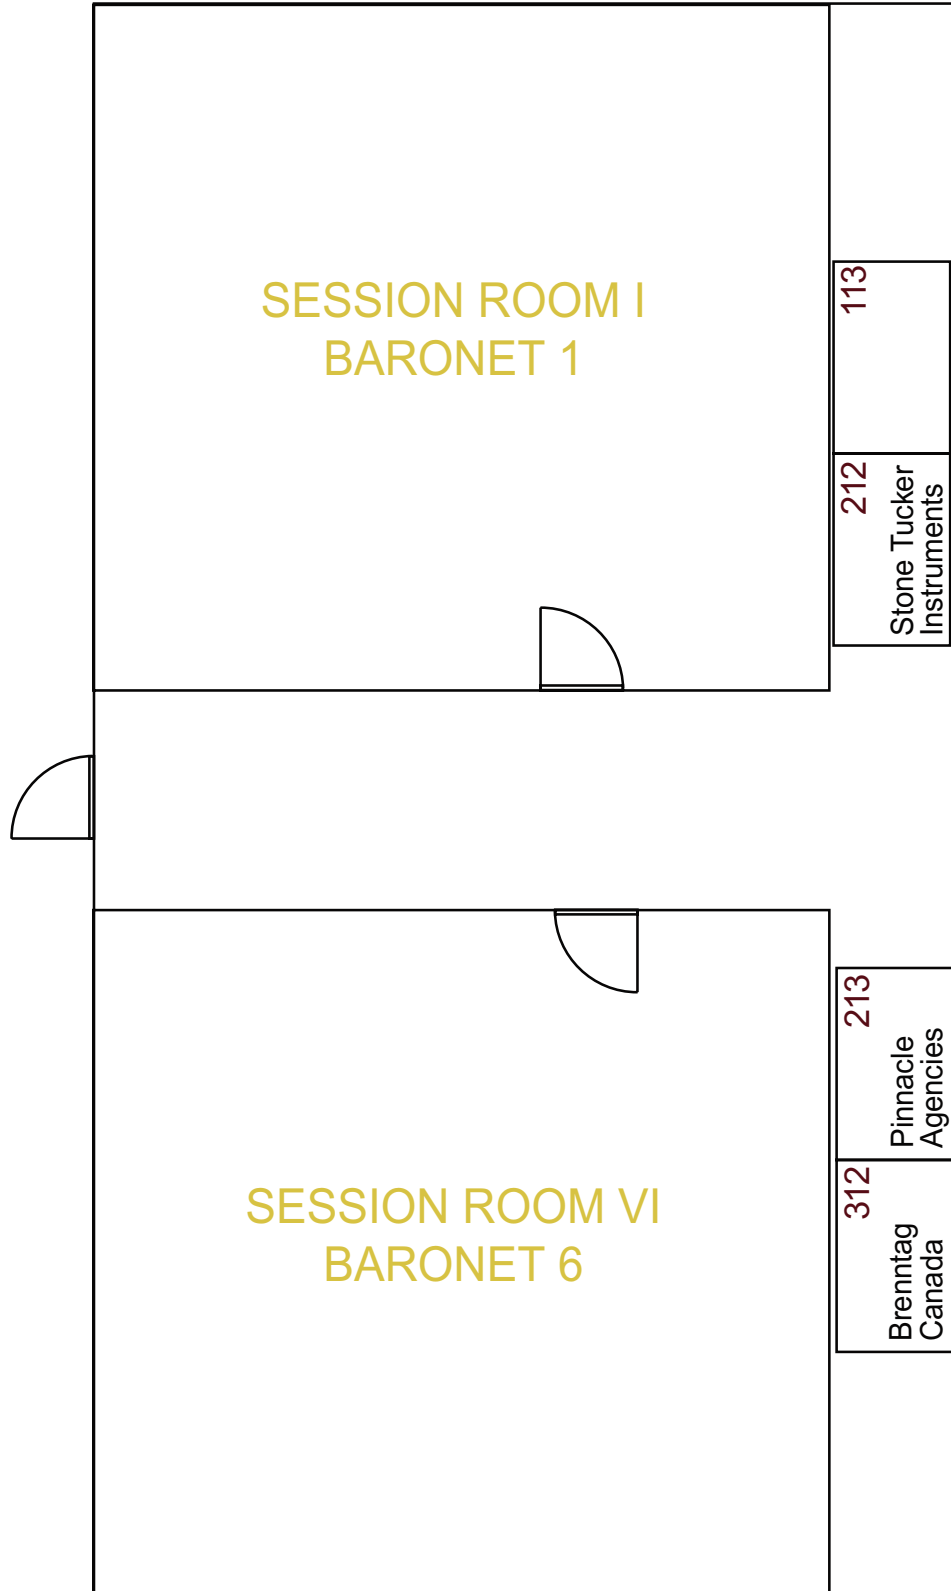 SESSION ROOM I
BARONET 1
113
212
Stone Tucker
Instruments
213
Pinnacle
Agencies
SESSION ROOM VI
BARONET 6
312
Brenntag
Canada